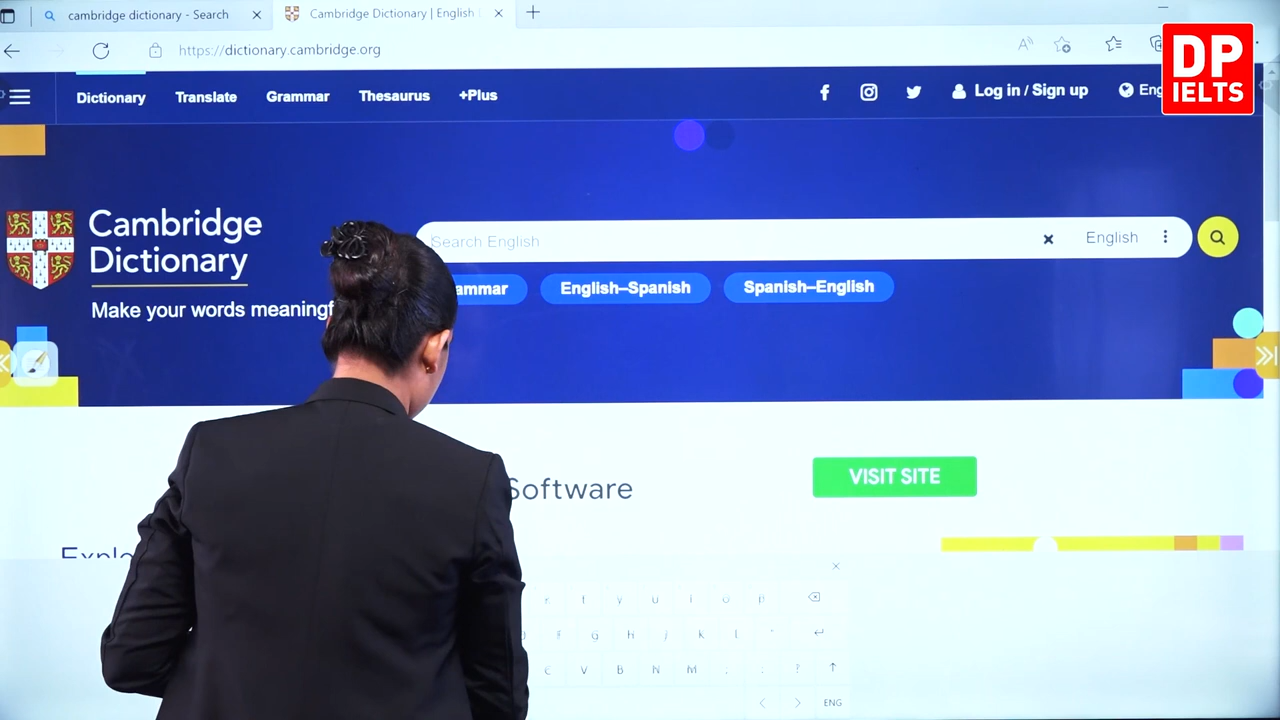 cambridge dictionary - Search
Cambridge Dictionary | English
https://dictionary.cambridge.org
DP
IELTS
Dictionary Translate Grammar Thesaurus +Plus
Log in / Sign up
Cambridge
Dictionary
Make your words meaningf
Search English
English
ammar English–Spanish Spanish–English
Software
VISIT SITE
G H
K L
C V B N M
ENG